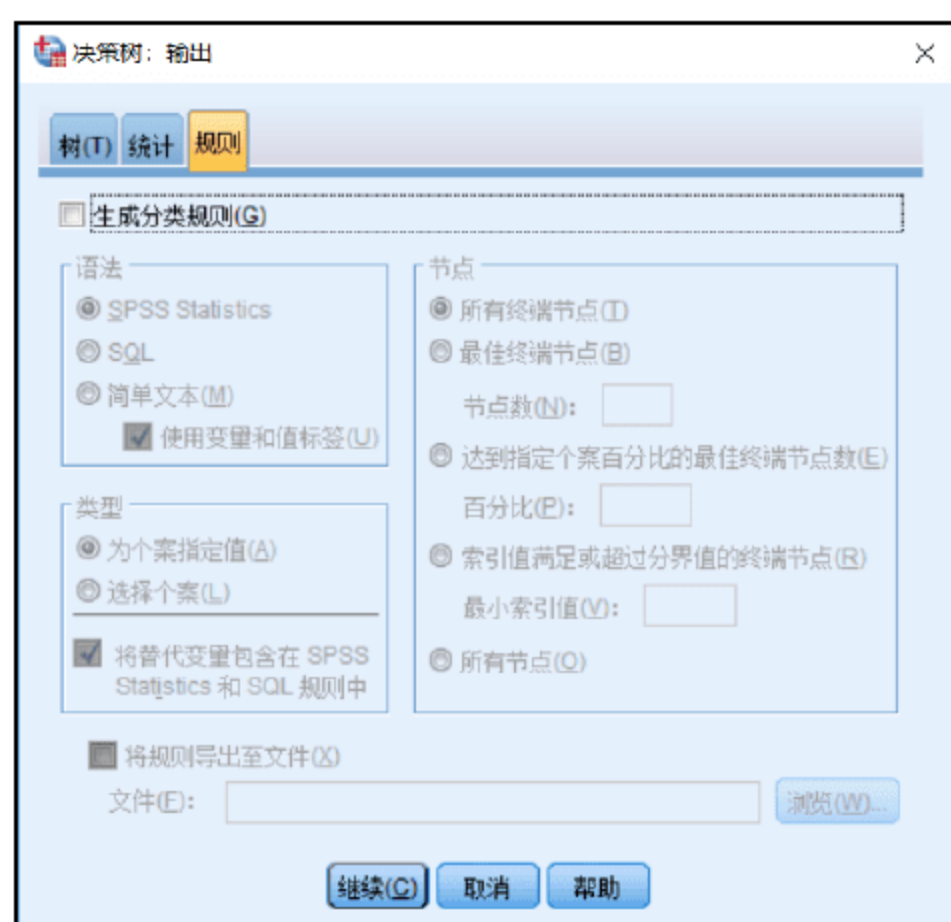 决策树：输出
树(T) 统计 规则
生成分类规则(G)
语法
SPSS Statistics
SQL
简单文本(M)
使用变量和值标签(U)
类型
为个案指定值(A)
选择个案(L)
将替代变量包含在 SPSS
Statistics 和 SQL 规则中
节点
所有终端节点(T)
最佳终端节点(B)
节点数(N)：
达到指定个案百分比的最佳终端节点数(E)
百分比(P)：
索引值满足或超过分界值的终端节点(R)
最小索引值(V)：
所有节点(O)
将规则导出至文件(X)
文件(F)：
浏览(W)...
继续(C) 取消 帮助